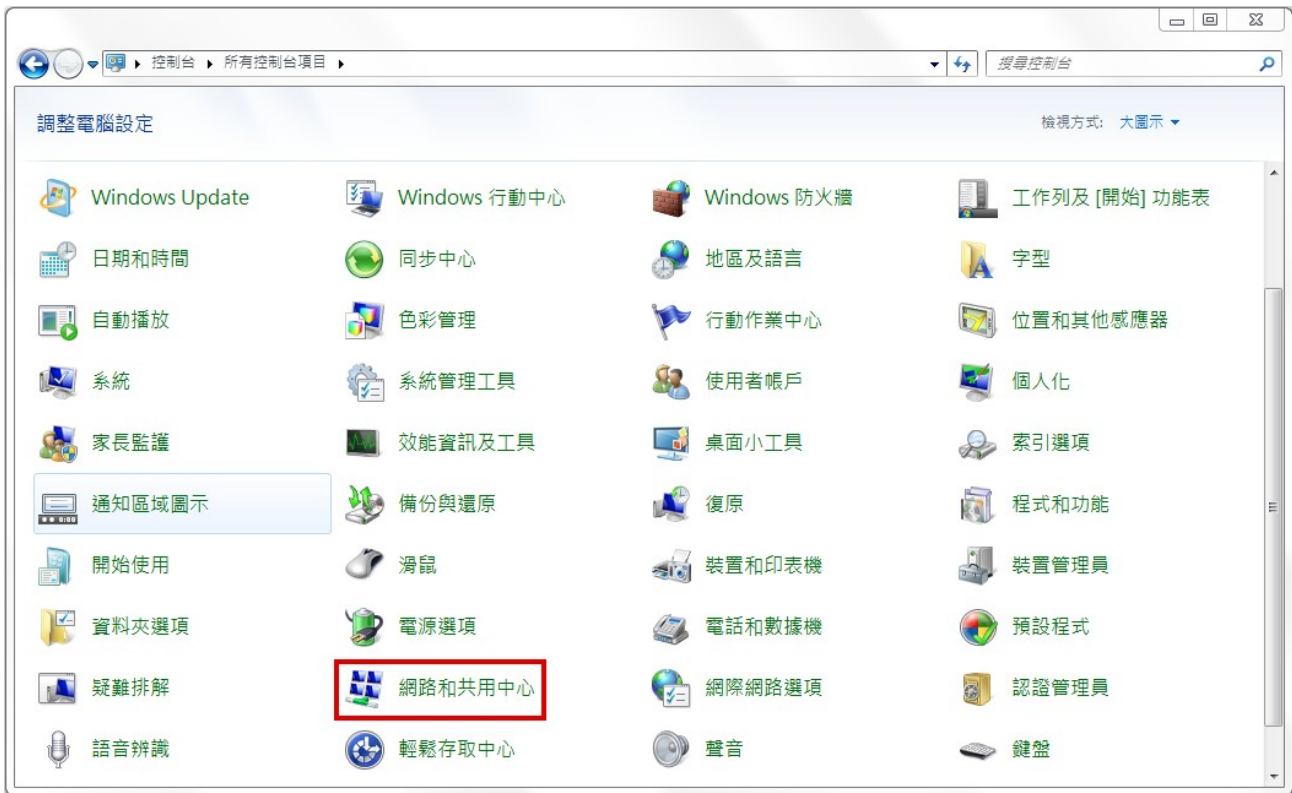 控制台 ▸ 所有控制台項目 ▸
搜尋控制台
調整電腦設定
檢視方式: 大圖示
Windows Update
Windows 行動中心
Windows 防火牆
工作列及 [開始] 功能表
日期和時間
同步中心
地區及語言
字型
自動播放
色彩管理
行動作業中心
位置和其他感應器
系統
系統管理工具
使用者帳戶
個人化
家長監護
效能資訊及工具
桌面小工具
索引選項
通知區域圖示
備份與還原
復原
程式和功能
開始使用
滑鼠
裝置和印表機
裝置管理員
資料夾選項
電源選項
電話和數據機
預設程式
疑難排解
網路和共用中心
網際網路選項
認證管理員
語音辨識
輕鬆存取中心
聲音
鍵盤